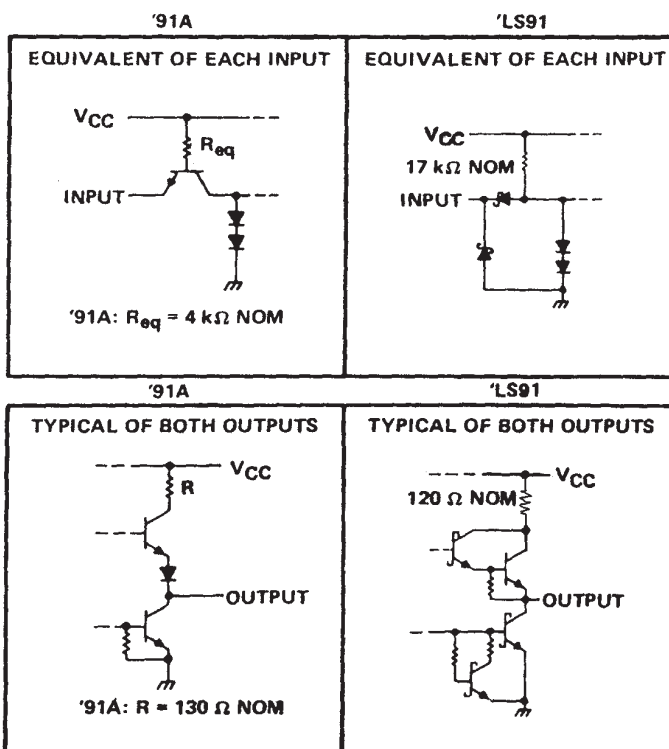 '91A
'LS91
EQUIVALENT OF EACH INPUT
EQUIVALENT OF EACH INPUT
VCC
Req
INPUT
'91A: Req = 4 kΩ NOM
VCC
17 kΩ NOM
INPUT
'91A
'LS91
TYPICAL OF BOTH OUTPUTS
TYPICAL OF BOTH OUTPUTS
VCC
R
OUTPUT
'91A: R = 130 Ω NOM
VCC
120 Ω NOM
OUTPUT